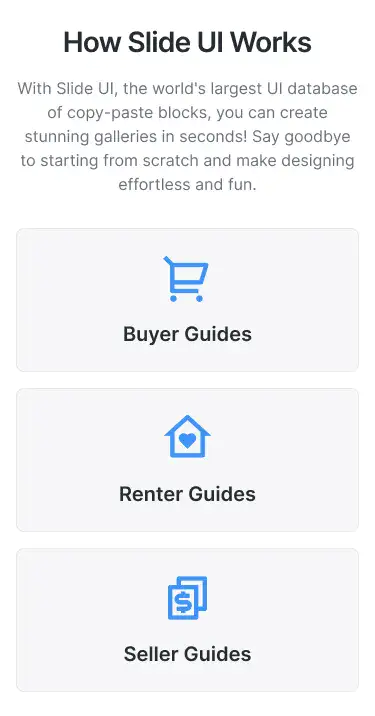 How Slide UI Works
With Slide UI, the world's largest UI database
of copy-paste blocks, you can create
stunning galleries in seconds! Say goodbye
to starting from scratch and make designing
effortless and fun.
Buyer Guides
Renter Guides
$
Seller Guides